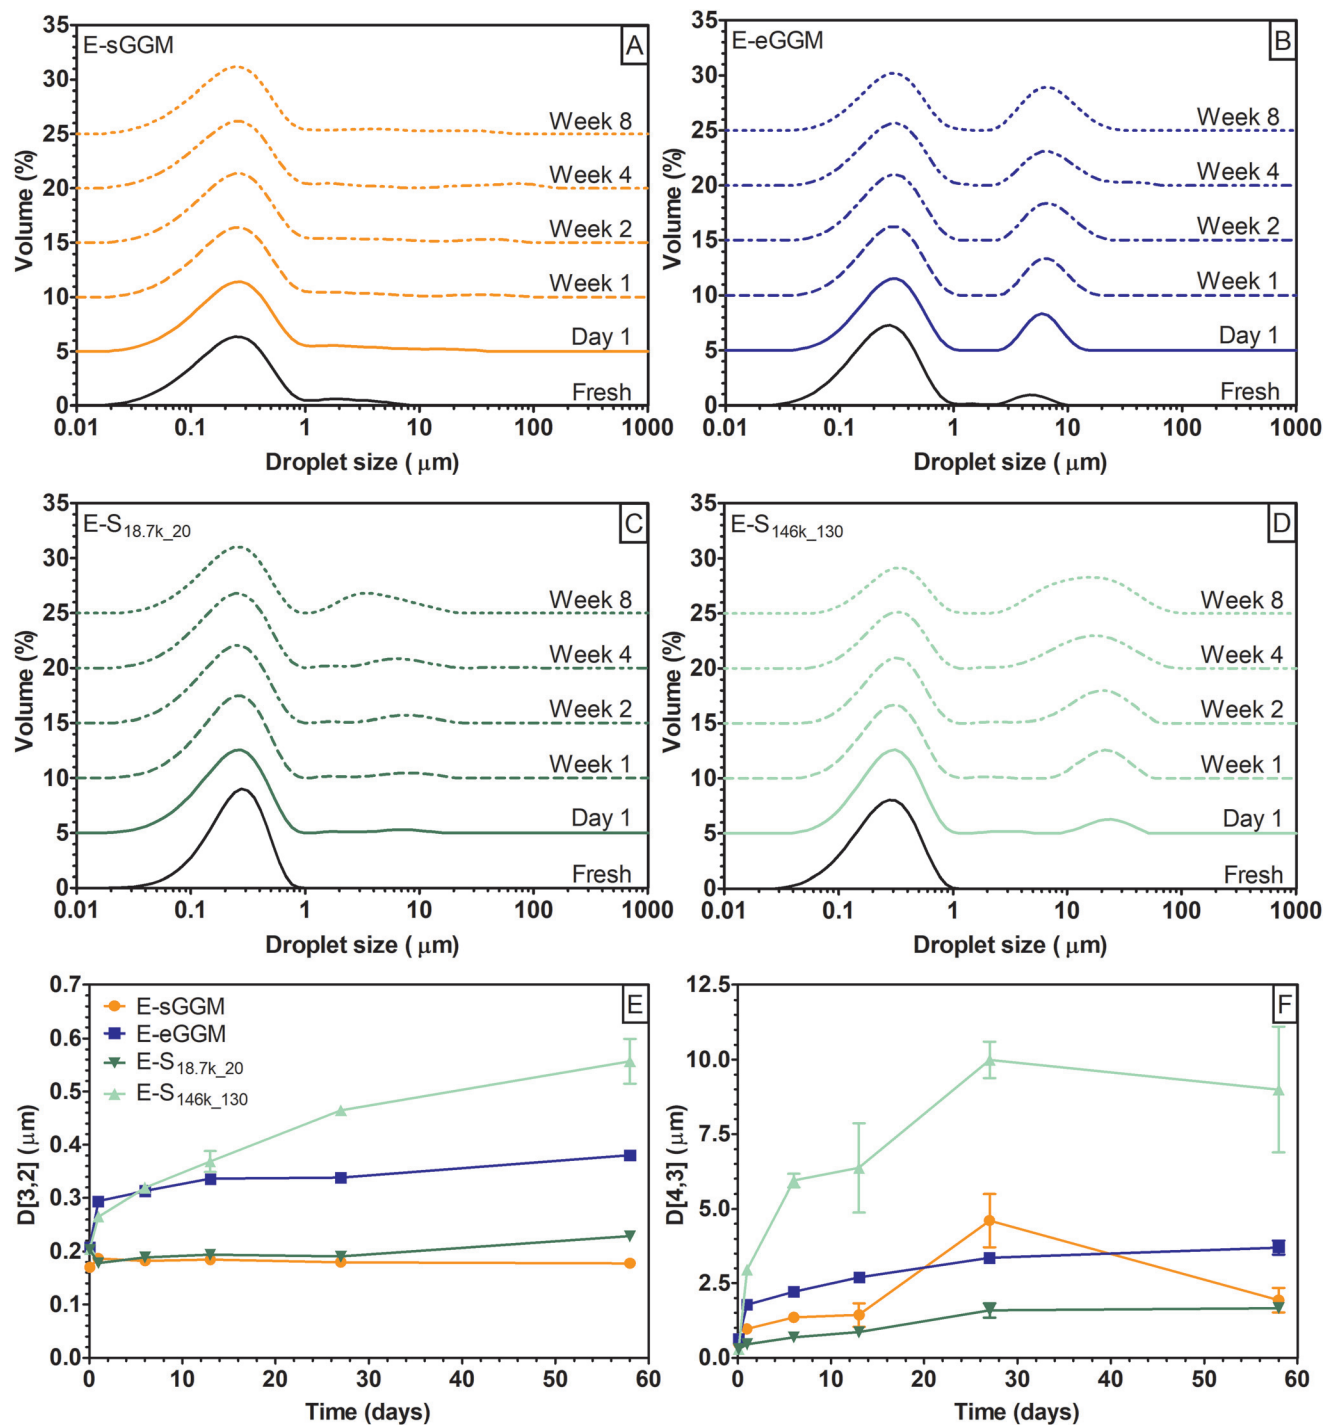 E-sGGM
A
35
30
25
20
15
10
5
0
Volume (%)
Week 8
Week 4
Week 2
Week 1
Day 1
Fresh
0.01 0.1 1 10 100 1000
Droplet size ( μm)
E-eGGM
B
35
30
25
20
15
10
5
0
Volume (%)
Week 8
Week 4
Week 2
Week 1
Day 1
Fresh
0.01 0.1 1 10 100 1000
Droplet size ( μm)
E-S18.7k_20
C
35
30
25
20
15
10
5
0
Volume (%)
Week 8
Week 4
Week 2
Week 1
Day 1
Fresh
0.01 0.1 1 10 100 1000
Droplet size ( μm)
E-S146k_130
D
35
30
25
20
15
10
5
0
Volume (%)
Week 8
Week 4
Week 2
Week 1
Day 1
Fresh
0.01 0.1 1 10 100 1000
Droplet size ( μm)
E
0.7
0.6
0.5
0.4
0.3
0.2
0.1
0.0
D[3,2] (μm)
E-sGGM
E-eGGM
E-S18.7k_20
E-S146k_130
0 10 20 30 40 50 60
Time (days)
F
12.5
10.0
7.5
5.0
2.5
0.0
D[4,3] (μm)
0 10 20 30 40 50 60
Time (days)